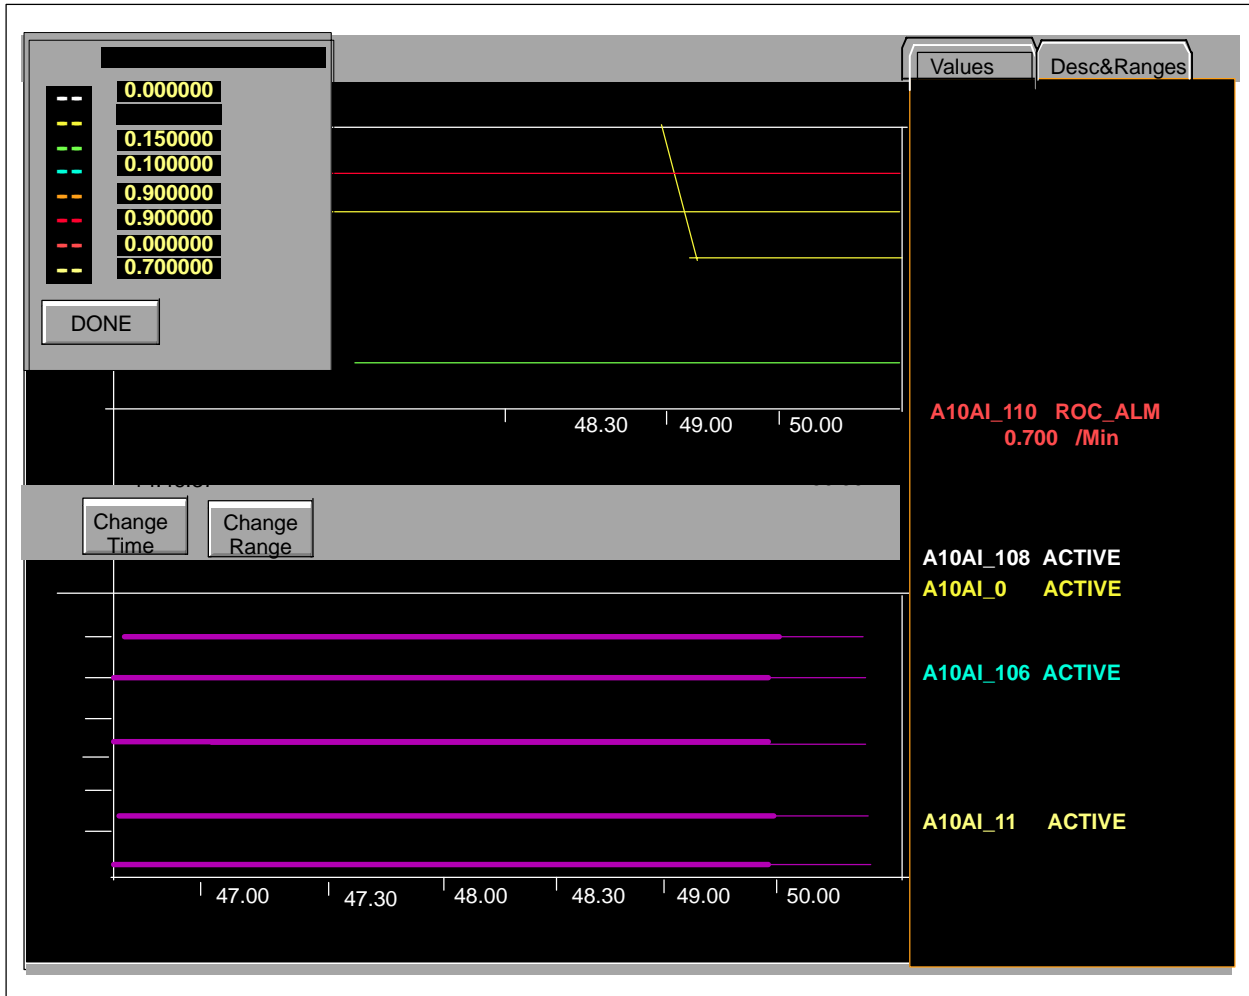 Values Desc&Ranges
0.000000
0.150000
0.100000
0.900000
0.900000
0.000000
0.700000
DONE
48.30 49.00 50.00
A10AI_110 ROC_ALM
0.700 /Min
Change
Time
Change
Range
A10AI_108 ACTIVE
A10AI_0 ACTIVE
A10AI_106 ACTIVE
A10AI_11 ACTIVE
47.00 47.30 48.00 48.30 49.00 50.00